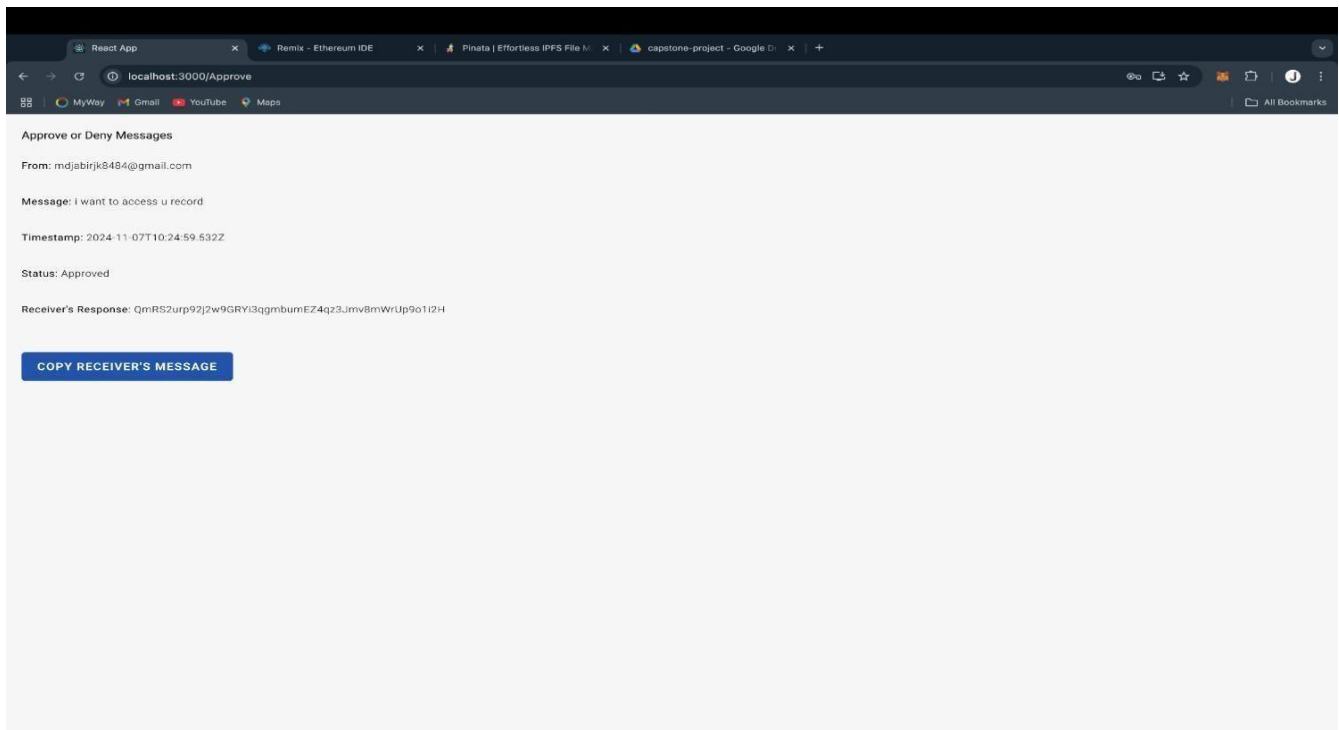 React App
Remix - Ethereum IDE
Pinata | Effortless IPFS File M
capstone-project - Google Dr
localhost:3000/Approve
MyWay
Gmail
YouTube
Maps
All Bookmarks
Approve or Deny Messages
From: mdjabirjk8484@gmail.com
Message: i want to access u record
Timestamp: 2024-11-07T10:24:59.532Z
Status: Approved
Receiver's Response: QmRS2urp92j2w9GRYi3qgmbumEZ4qz3Jmv8mWrUp9o1i2H
COPY RECEIVER'S MESSAGE
J